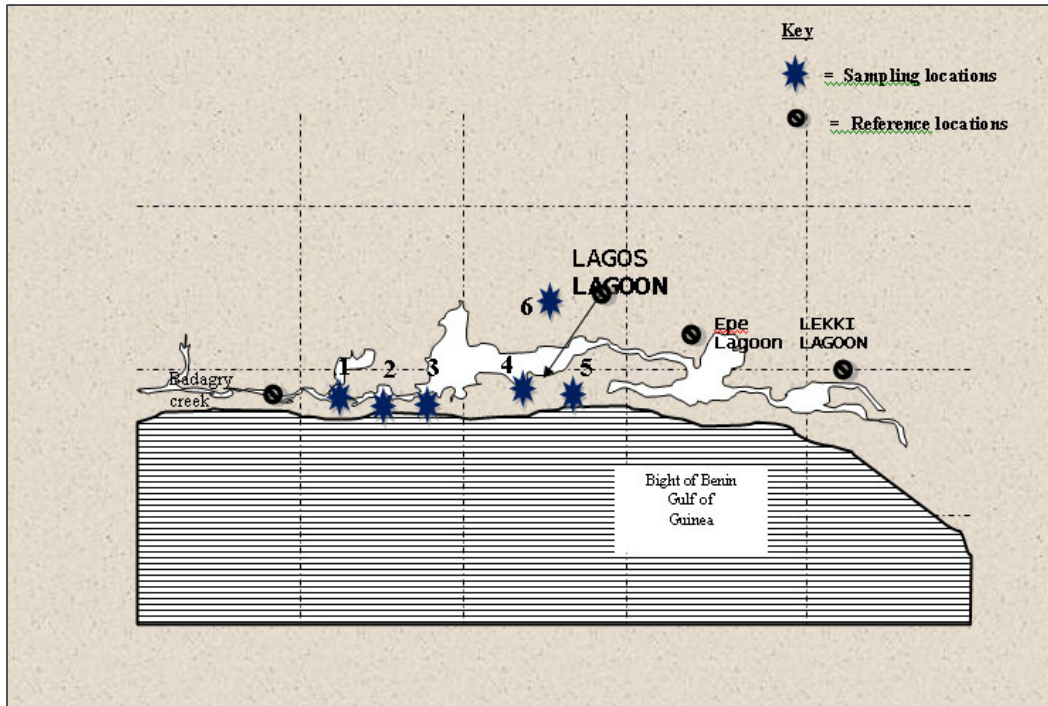 Key
= Sampling locations
= Reference locations
LAGOS
LAGOON
6
Epe
Lagoon
LEKKI
LAGOON
1
2
3
4
5
Badagry
creek
Bight of Benin
Gulf of
Guinea